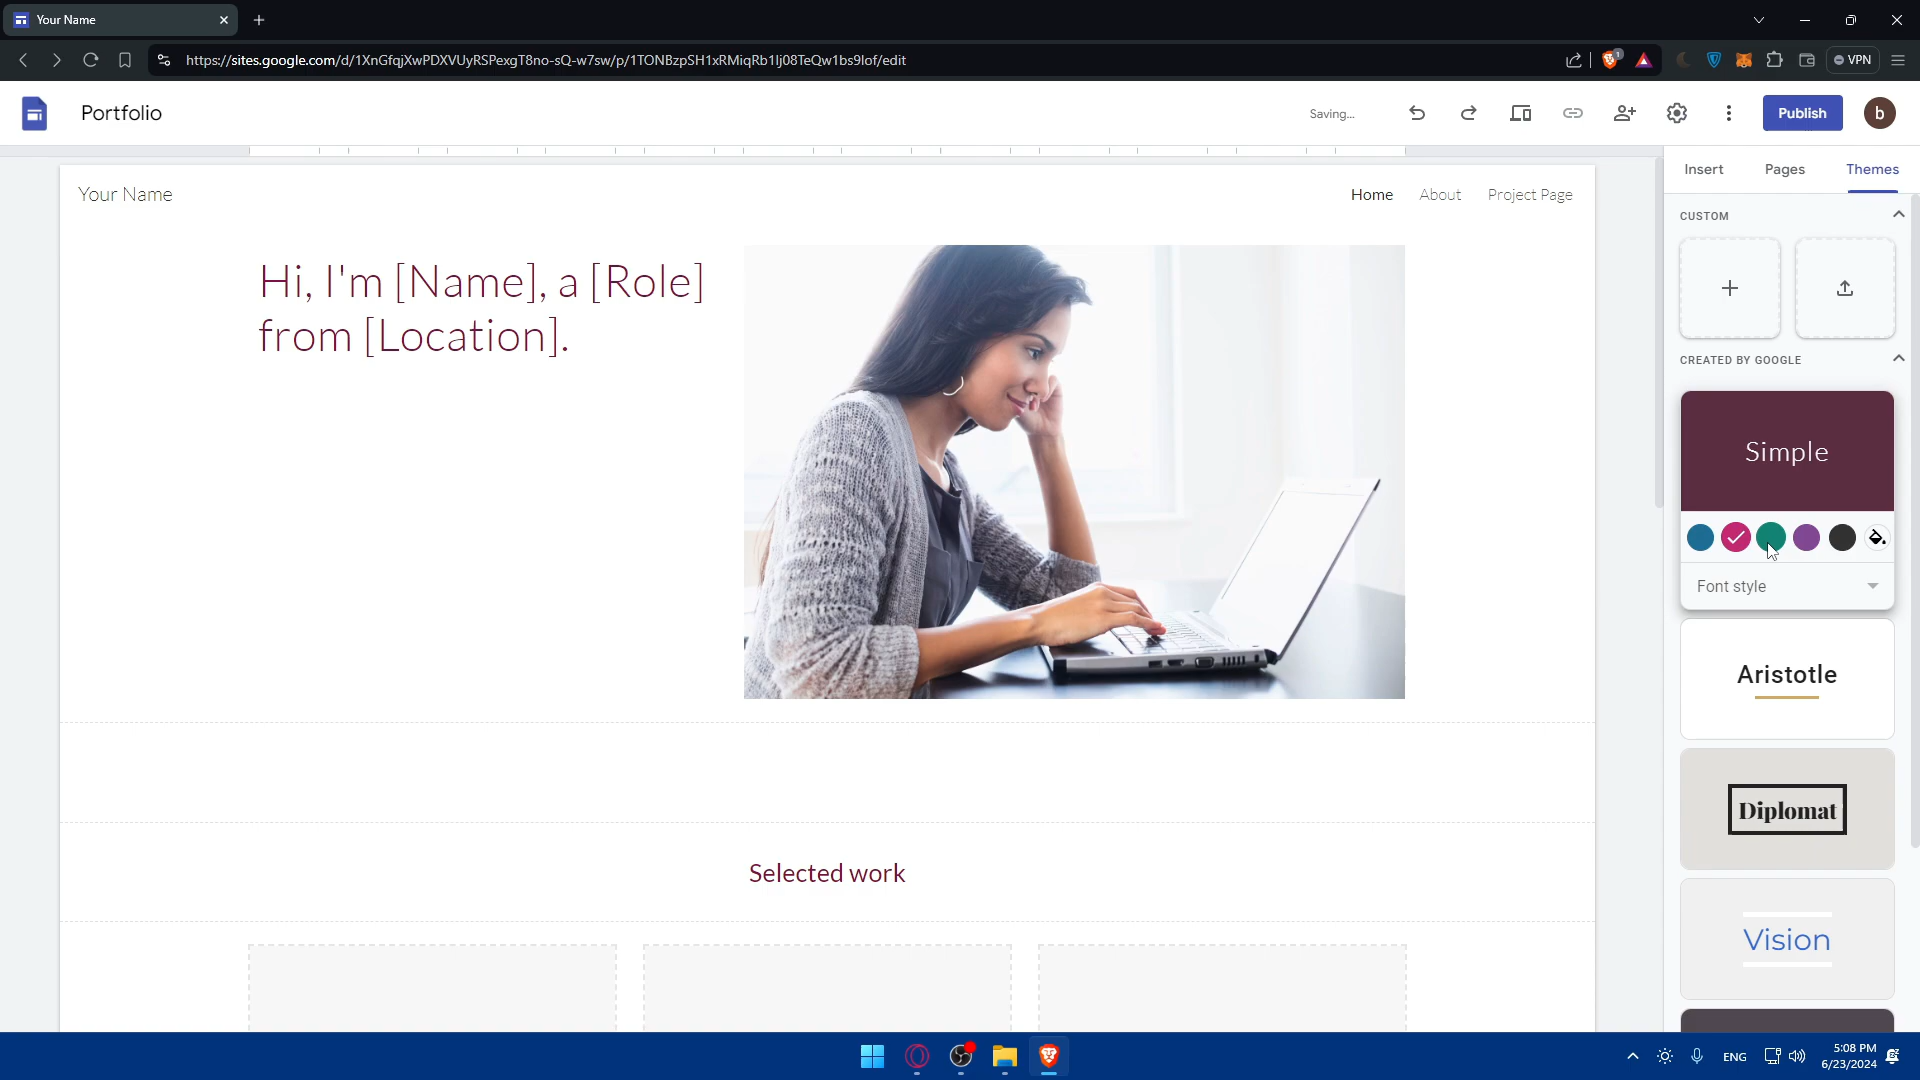 Your Name
https://sites.google.com/d/1XnGfqjXwPDXVUyRSPexgT8no-sQ-w7sw/p/1TONBzpSH1xRMiqRb1lj08TeQw1bs9lof/edit
1
VPN
Portfolio
Saving...
Publish
b
Insert
Pages
Themes
Your Name
Home
About
Project Page
CUSTOM
Hi, I'm [Name], a [Role]
from [Location].
CREATED BY GOOGLE
Simple
Font style
Aristotle
Diplomat
Selected work
Vision
ENG
5:08 PM
6/23/2024